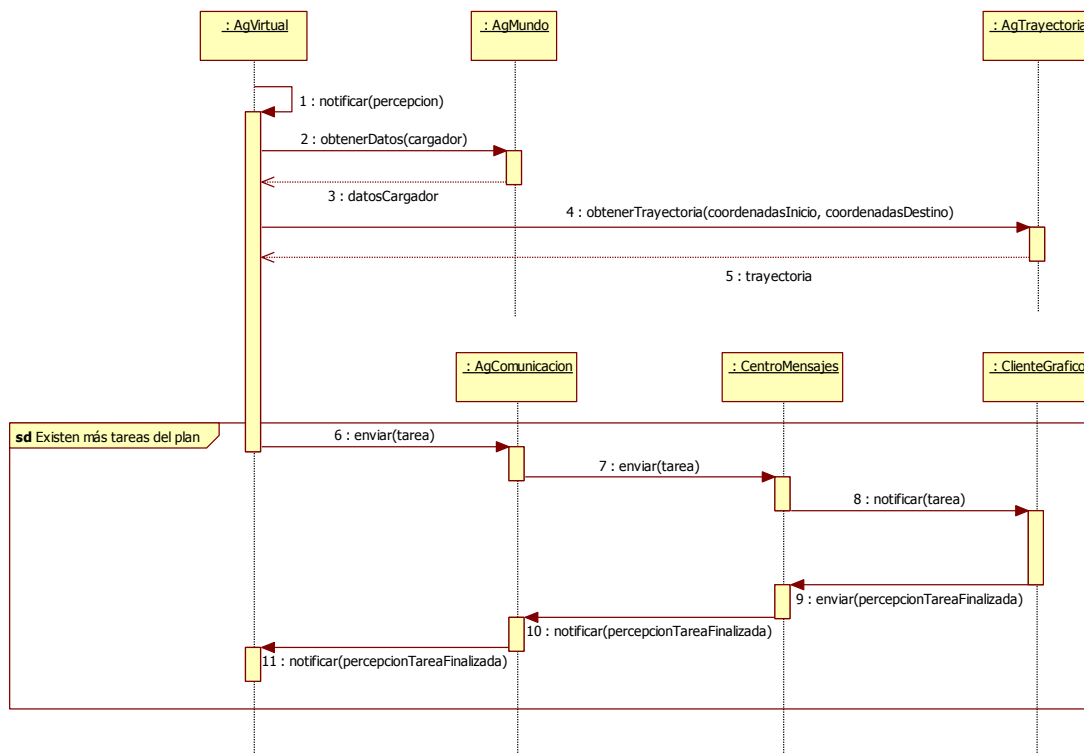 : AgVirtual
: AgMundo
: AgTrayectoria
1 : notificar(percepcion)
2 : obtenerDatos(cargador)
3 : datosCargador
4 : obtenerTrayectoria(coordenadasInicio, coordenadasDestino)
5 : trayectoria
: AgComunicacion
: CentroMensajes
: ClienteGrafico
sd Existen más tareas del plan
6 : enviar(tarea)
7 : enviar(tarea)
8 : notificar(tarea)
9 : enviar(percepcionTareaFinalizada)
10 : notificar(percepcionTareaFinalizada)
11 : notificar(percepcionTareaFinalizada)